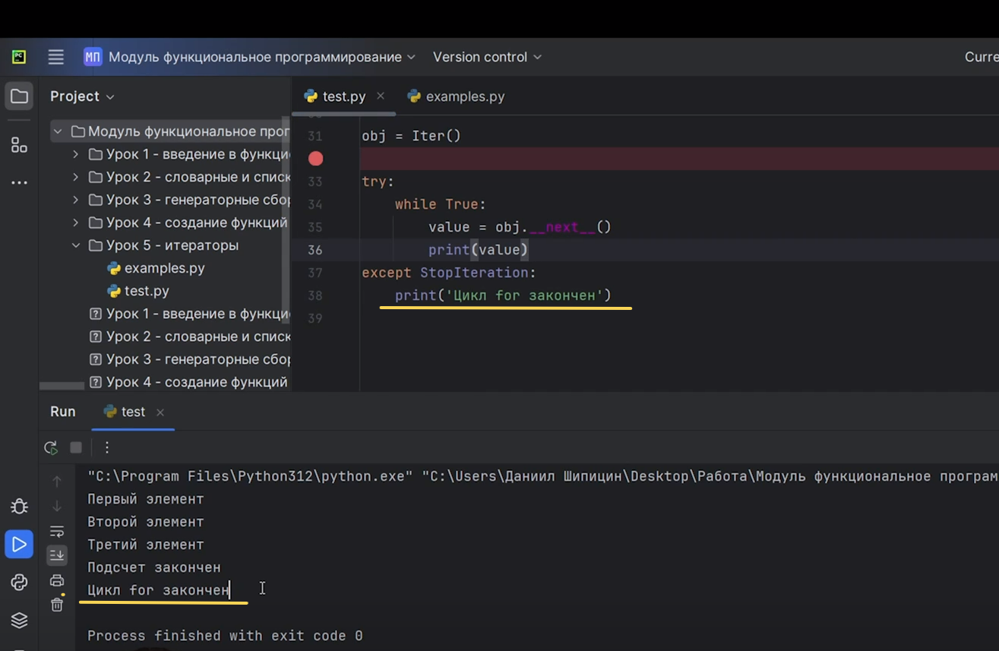 PC
МП Модуль функциональное программирование Version control Curre
Project
test.py
examples.py
Модуль функциональное прог
Урок 1 - введение в функци
Урок 2 - словарные и списк
Урок 3 - генераторные сбор
Урок 4 - создание функций
Урок 5 - итераторы
examples.py
test.py
Урок 1 - введение в функци
Урок 2 - словарные и списк
Урок 3 - генераторные сбор
Урок 4 - создание функций
31 obj = Iter()
33 try:
34 while True:
35 value = obj.__next__()
36 print(value)
37 except StopIteration:
38 print('Цикл for закончен')
39
Run test
"C:\Program Files\Python312\python.exe" "C:\Users\Даниил Шипицин\Desktop\Работа\Модуль функциональное програм
Первый элемент
Второй элемент
Третий элемент
Подсчет закончен
Цикл for закончен
Process finished with exit code 0